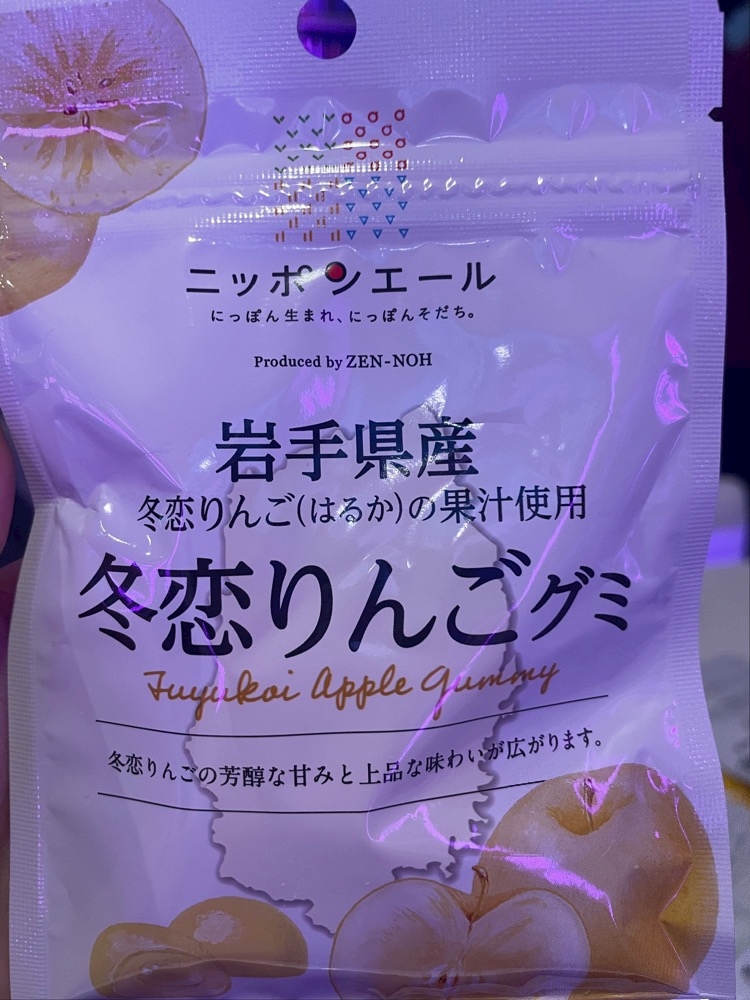 ニッポンエール
にっぽん生まれ、にっぽんそだち。
Produced by ZEN-NOH
岩手県産
冬恋りんご(はるか)の果汁使用
冬恋りんごグミ
Fuyukoi Apple Gummy
冬恋りんごの芳醇な甘みと上品な味わいが広がります。